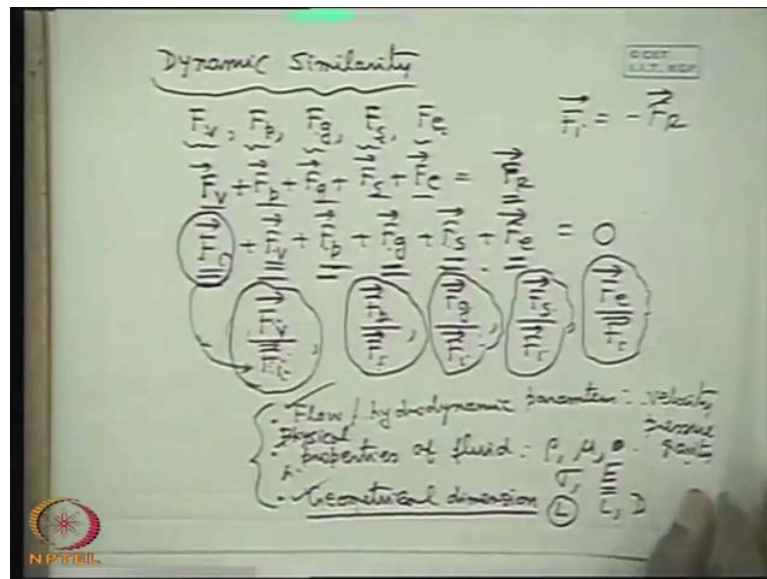 Dynamic Similarity
© CET
I.I.T. KGP
F_v, F_p, F_g, F_s, F_e.
F_i = -F_R
F_v + F_p + F_g + F_s + F_e = F_R
F_i + F_v + F_p + F_g + F_s + F_e = 0
F_v/F_i, F_p/F_i, F_g/F_i, F_s/F_i, F_e/F_i
Flow / hydrodynamic parameters: velocity
pressure
Physical
properties of fluid: ρ, μ,
σ, E
Geometrical dimension L L, D
NPTEL